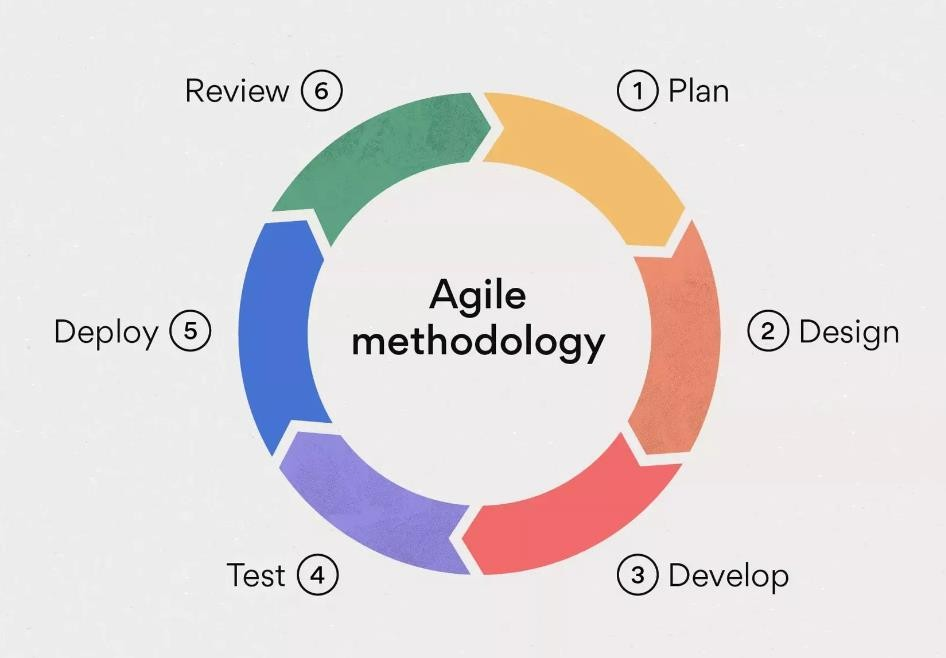 Agile
methodology
1 Plan
2 Design
3 Develop
4 Test
5 Deploy
6 Review